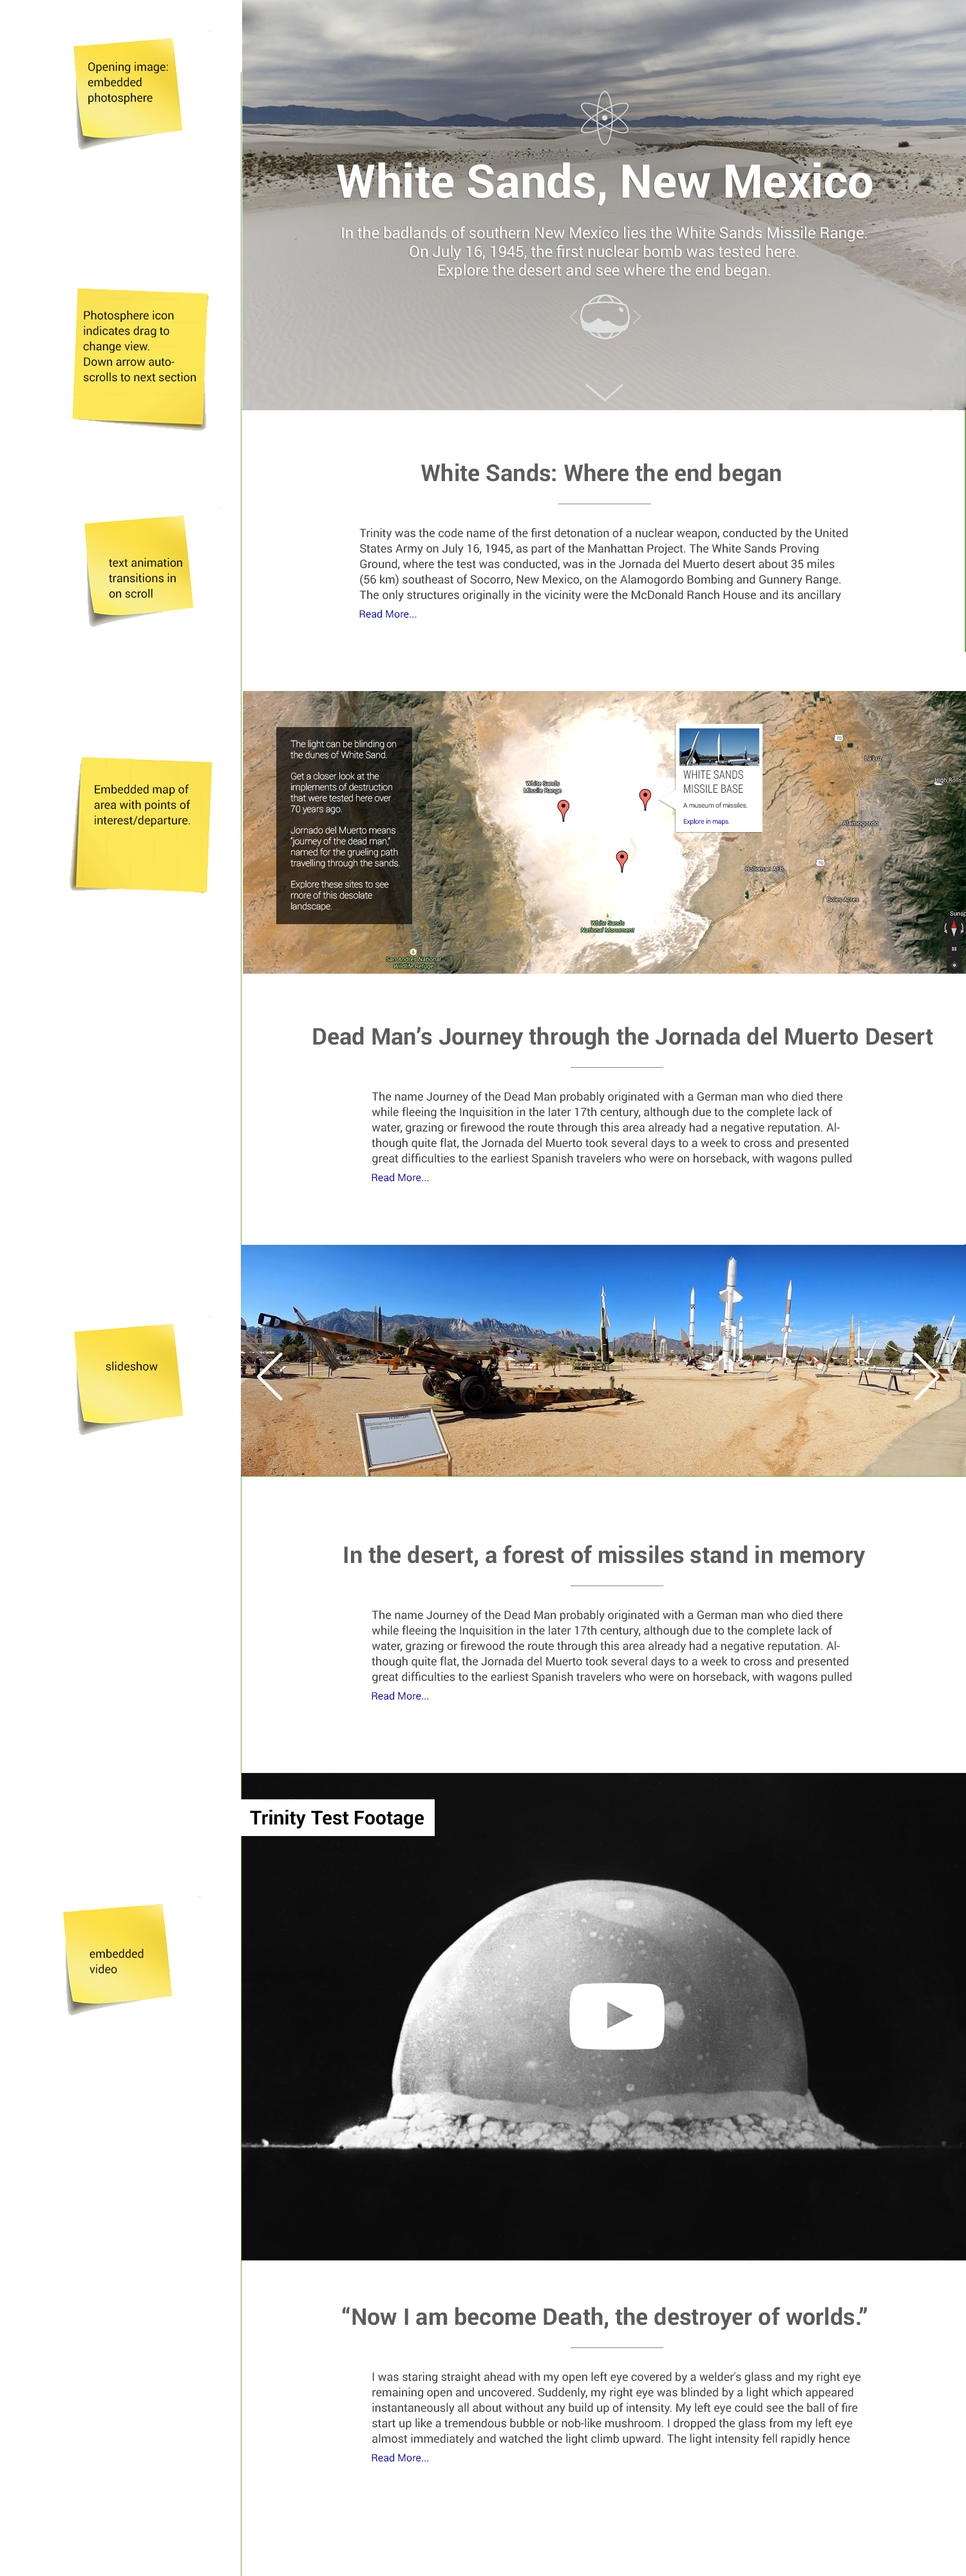 Opening image:
embedded
photosphere
White Sands, New Mexico
In the badlands of southern New Mexico lies the White Sands Missile Range.
On July 16, 1945, the first nuclear bomb was tested here.
Explore the desert and see where the end began.
Photosphere icon
indicates drag to
change view.
Down arrow auto-
scrolls to next section
White Sands: Where the end began
text animation
transitions in
on scroll
Trinity was the code name of the first detonation of a nuclear weapon, conducted by the United
States Army on July 16, 1945, as part of the Manhattan Project. The White Sands Proving
Ground, where the test was conducted, was in the Jornada del Muerto desert about 35 miles
(56 km) southeast of Socorro, New Mexico, on the Alamogordo Bombing and Gunnery Range.
The only structures originally in the vicinity were the McDonald Ranch House and its ancillary
Read More...
Embedded map of
area with points of
interest/departure.
The light can be blinding on
the dunes of White Sand.
Get a closer look at the
implements of destruction
that were tested here over
70 years ago.
Jornado del Muerto means
"journey of the dead man,"
named for the grueling path
travelling through the sands.
Explore these sites to see
more of this desolate
landscape.
White Sands
Missile Range
WHITE SANDS
MISSILE BASE
A museum of missiles.
Explore in maps.
La Luz
High Rolls
Alamogordo
70
70
Holloman AFB
Boles Acres
White Sands
National Monument
San Andres National
Wildlife Refuge
Sunsp
Dead Man's Journey through the Jornada del Muerto Desert
The name Journey of the Dead Man probably originated with a German man who died there
while fleeing the Inquisition in the later 17th century, although due to the complete lack of
water, grazing or firewood the route through this area already had a negative reputation. Al-
though quite flat, the Jornada del Muerto took several days to a week to cross and presented
great difficulties to the earliest Spanish travelers who were on horseback, with wagons pulled
Read More...
slideshow
In the desert, a forest of missiles stand in memory
The name Journey of the Dead Man probably originated with a German man who died there
while fleeing the Inquisition in the later 17th century, although due to the complete lack of
water, grazing or firewood the route through this area already had a negative reputation. Al-
though quite flat, the Jornada del Muerto took several days to a week to cross and presented
great difficulties to the earliest Spanish travelers who were on horseback, with wagons pulled
Read More...
Trinity Test Footage
embedded
video
“Now I am become Death, the destroyer of worlds.”
I was staring straight ahead with my open left eye covered by a welder's glass and my right eye
remaining open and uncovered. Suddenly, my right eye was blinded by a light which appeared
instantaneously all about without any build up of intensity. My left eye could see the ball of fire
start up like a tremendous bubble or nob-like mushroom. I dropped the glass from my left eye
almost immediately and watched the light climb upward. The light intensity fell rapidly hence
Read More...